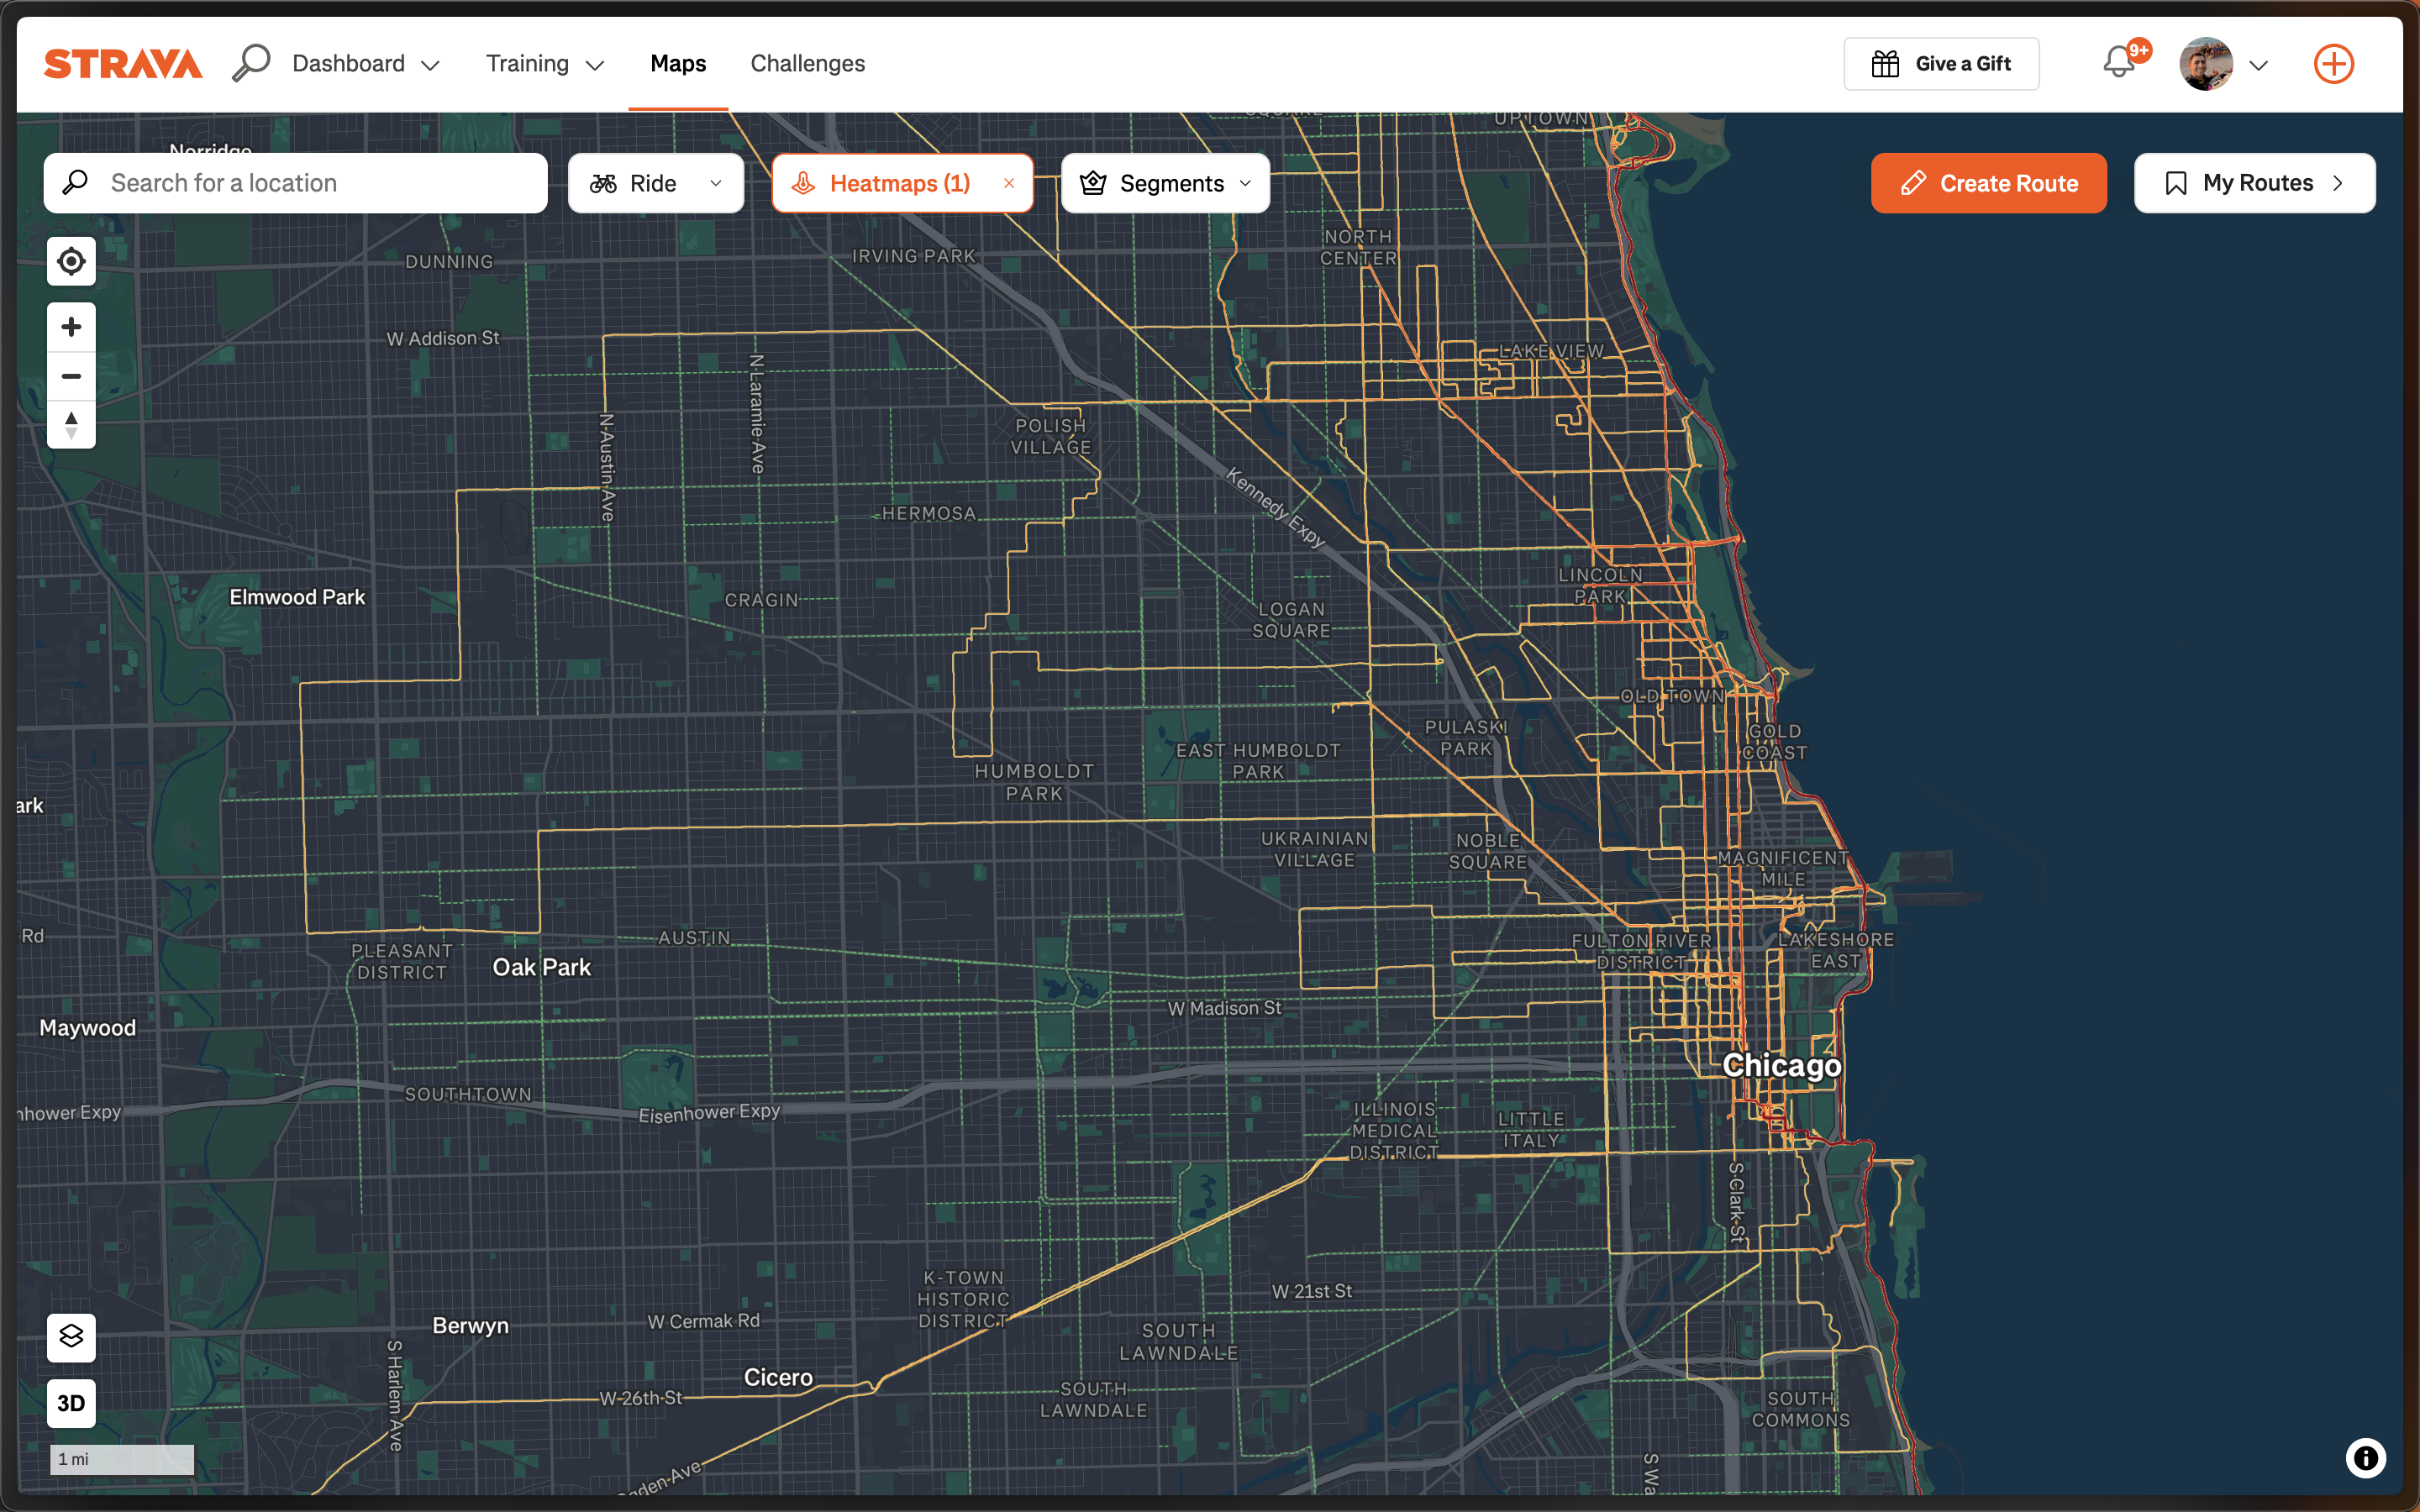 STRAVA
Dashboard
Training
Maps
Challenges
Give a Gift
9+
Search for a location
Ride
Heatmaps (1)
Segments
Create Route
My Routes
Norridge
UPTOWN
SQUARE
DUNNING
IRVING PARK
NORTH
CENTER
W Addison St
N Laramie Ave
LAKE VIEW
N Austin Ave
POLISH
VILLAGE
Kennedy Expy
HERMOSA
Elmwood Park
CRAGIN
LINCOLN
PARK
LOGAN
SQUARE
OLD TOWN
PULASKI
PARK
GOLD
COAST
EAST HUMBOLDT
PARK
HUMBOLDT
PARK
ark
UKRAINIAN
VILLAGE
NOBLE
SQUARE
MAGNIFICENT
MILE
Rd
PLEASANT
DISTRICT
AUSTIN
Oak Park
FULTON RIVER
DISTRICT
LAKESHORE
EAST
W Madison St
Maywood
Chicago
SOUTHTOWN
nhower Expy
Eisenhower Expy
ILLINOIS
MEDICAL
DISTRICT
LITTLE
ITALY
S Clark St
K-TOWN
HISTORIC
DISTRICT
W 21st St
Berwyn
W Cermak Rd
SOUTH
LAWNDALE
S Harlem Ave
Cicero
W 26th St
SOUTH
LAWNDALE
SOUTH
COMMONS
3D
1 mi
gden Ave
S Wa